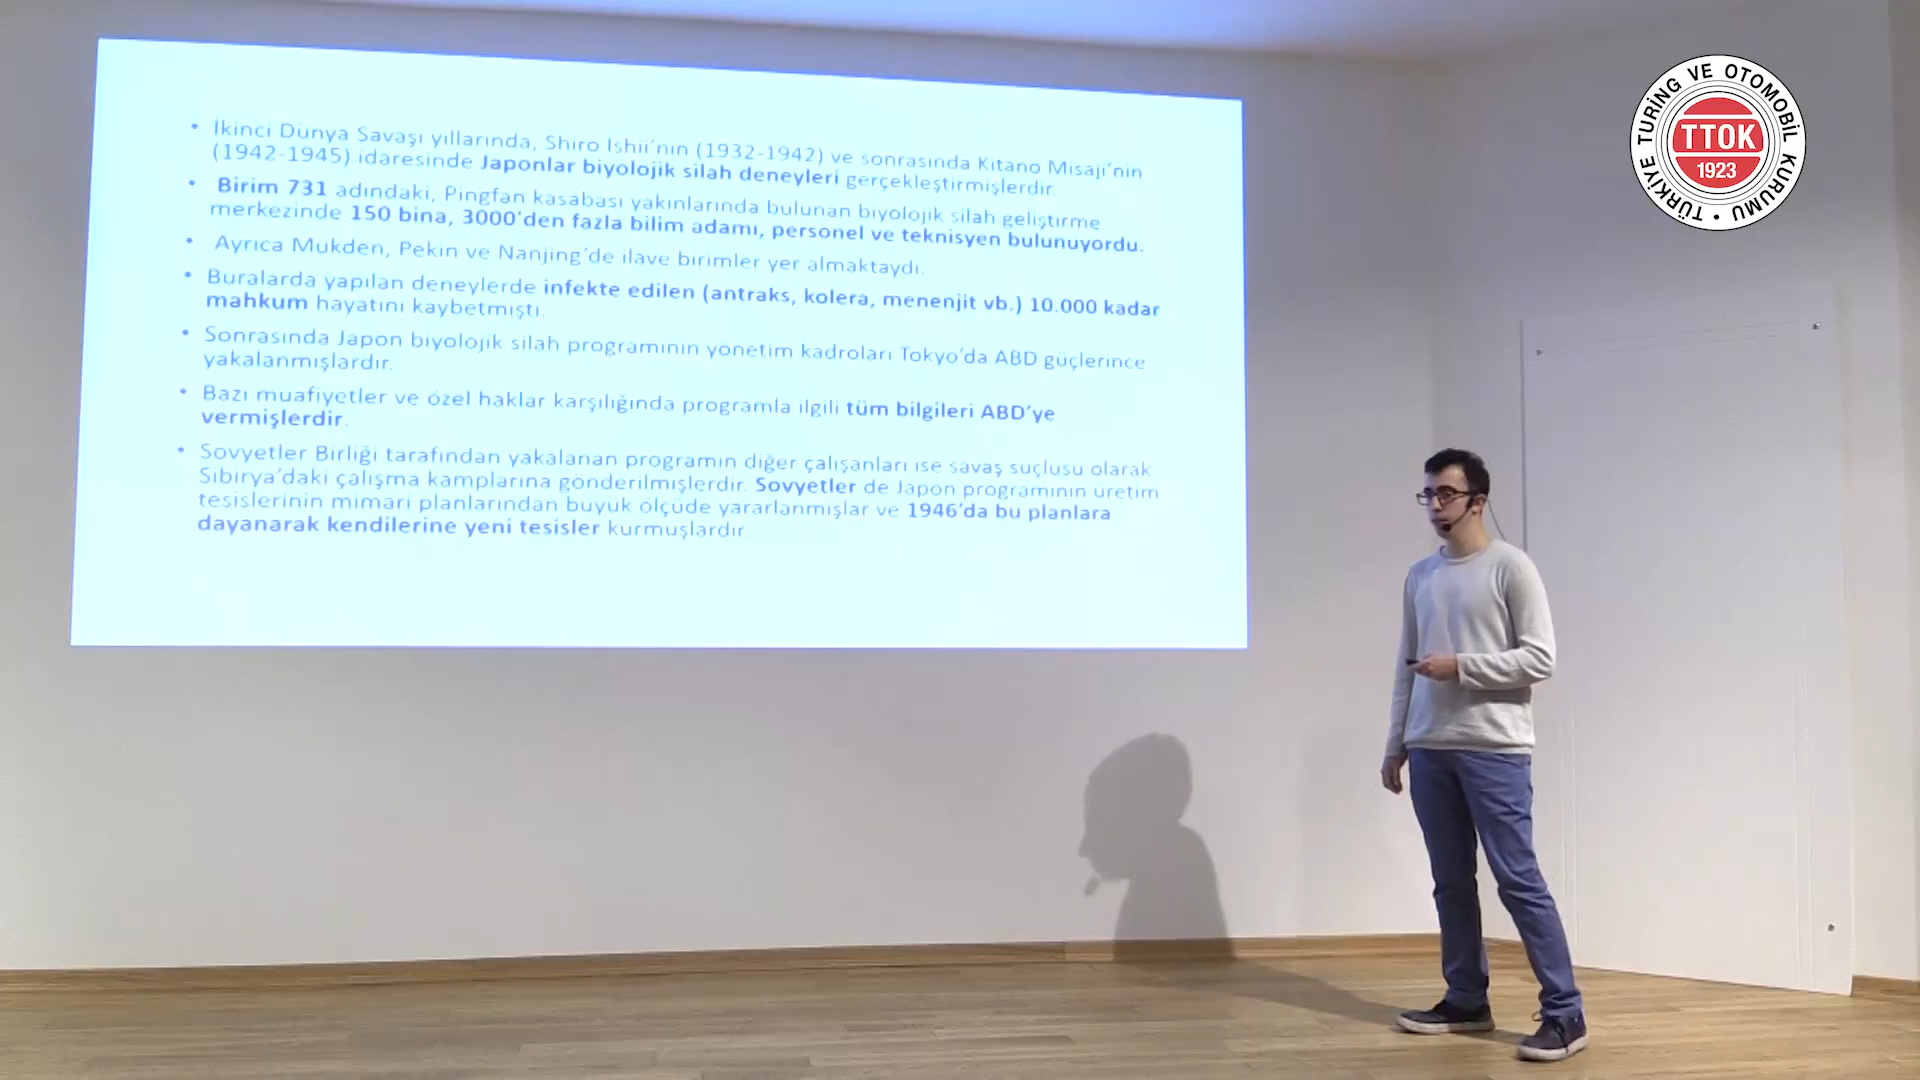 • İkinci Dünya Savaşı yıllarında, Shiro Ishii'nin (1932-1942) ve sonrasında Kitano Misaji'nin
(1942-1945) idaresinde Japonlar biyolojik silah deneyleri gerçekleştirmişlerdir.
• Birim 731 adındaki, Pingfan kasabası yakınlarında bulunan biyolojik silah geliştirme
merkezinde 150 bina, 3000'den fazla bilim adamı, personel ve teknisyen bulunuyordu.
• Ayrıca Mukden, Pekin ve Nanjing'de ilave birimler yer almaktaydı.
• Buralarda yapılan deneylerde infekte edilen (antraks, kolera, menenjit vb.) 10.000 kadar
mahkum hayatını kaybetmişti.
• Sonrasında Japon biyolojik silah programının yönetim kadroları Tokyo'da ABD güçlerince
yakalanmışlardır.
• Bazı muafiyetler ve özel haklar karşılığında programla ilgili tüm bilgileri ABD'ye
vermişlerdir.
• Sovyetler Birliği tarafından yakalanan programın diğer çalışanları ise savaş suçlusu olarak
Sibirya'daki çalışma kamplarına gönderilmişlerdir. Sovyetler de Japon programının üretim
tesislerinin mimari planlarından büyük ölçüde yararlanmışlar ve 1946'da bu planlara
dayanarak kendilerine yeni tesisler kurmuşlardır.
TÜRKİYE TURİNG VE OTOMOBİL KURUMU •
TTOK
1923